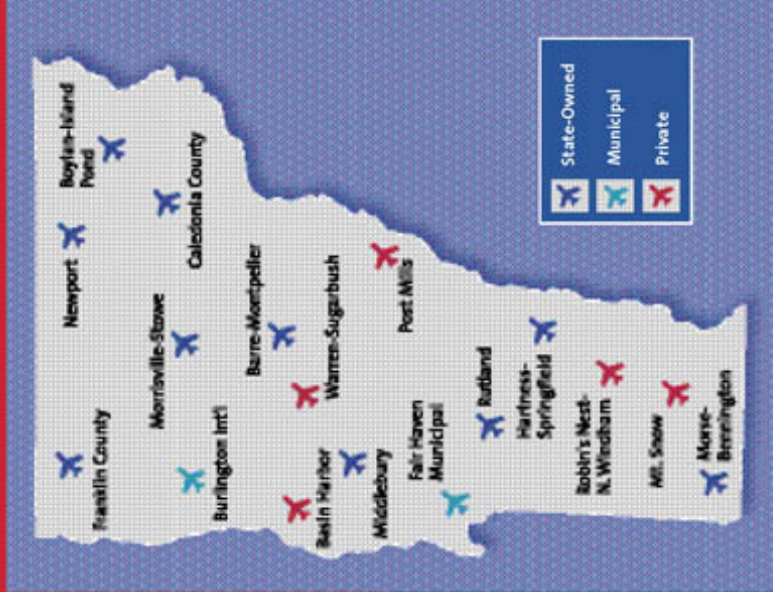 Boylan-Island
Pond
Newport
Franklin County
Caledonia County
Morrisville-Stowe
Burlington Int'l
Barre-Montpelier
Warren-Sugarbush
Basin Harbor
Middlebury
Post Mills
Fair Haven
Municipal
Rutland
Hartness-
Springfield
Robin's-Nest-
N. Windham
Mt. Snow
Morse-
Bennington
State-Owned
Municipal
Private